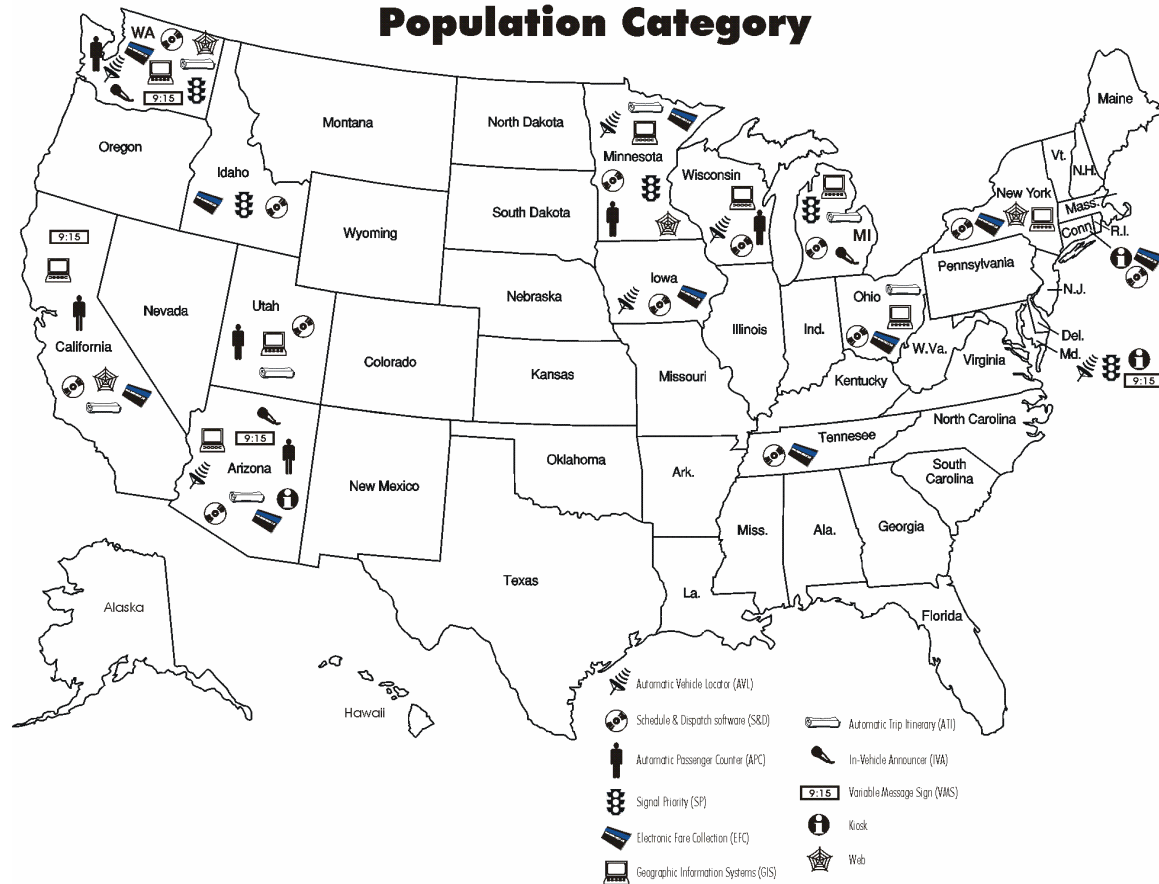 Population Category
WA
9:15
Oregon
Idaho
Montana
North Dakota
Minnesota
Wisconsin
MI
Maine
Vt.
N.H.
New York
Mass.
R.I.
Conn.
South Dakota
Wyoming
9:15
California
Nevada
Utah
Colorado
Nebraska
Iowa
Illinois
Ind.
Ohio
Pennsylvania
N.J.
Del.
Md.
9:15
W.Va.
Virginia
Kansas
Missouri
Kentucky
9:15
Arizona
New Mexico
Oklahoma
Ark.
Tennesee
North Carolina
South
Carolina
Texas
La.
Miss.
Ala.
Georgia
Florida
Alaska
Hawaii
Automatic Vehicle Locator (AVL)
Schedule & Dispatch software (S&D)
Automatic Passenger Counter (APC)
Signal Priority (SP)
Electronic Fare Collection (EFC)
Geographic Information Systems (GIS)
Automatic Trip Itinerary (ATI)
In-Vehicle Announcer (IVA)
9:15 Variable Message Sign (VMS)
Kiosk
Web